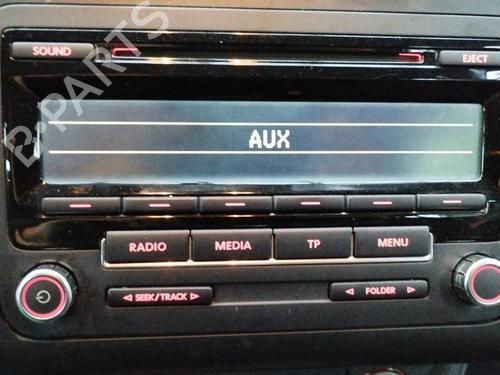 SOUND
EJECT
AUX
RADIO MEDIA TP MENU
SEEK/TRACK FOLDER
B-PARTS